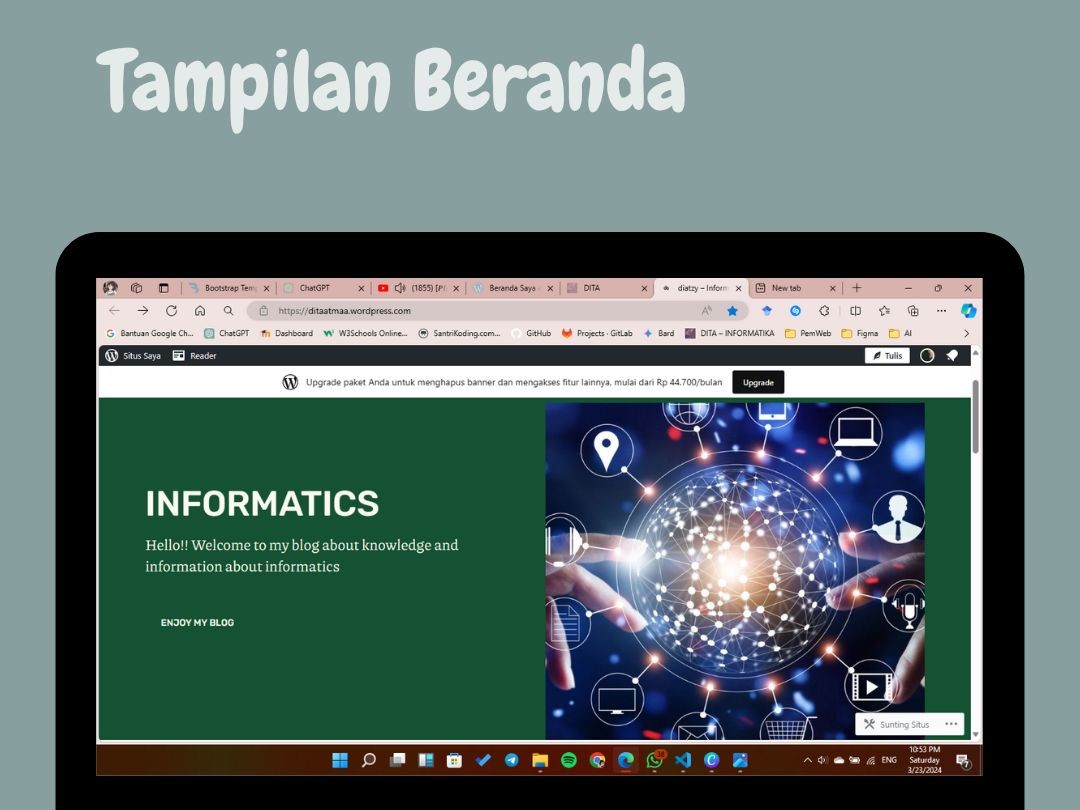 Tampilan Beranda
Bootstrap Temp
ChatGPT
Beranda Saya
DITA
diatzy – Inform
New tab
https://ditaatmaa.wordpress.com
Bantuan Google Ch...
ChatGPT
Dashboard
W3Schools Online...
SantriKoding.com...
GitHub
Projects · GitLab
Bard
DITA – INFORMATIKA
PemWeb
Figma
AI
Situs Saya
Reader
Tulis
Upgrade paket Anda untuk menghapus banner dan mengakses fitur lainnya, mulai dari Rp 44.700/bulan
Upgrade
INFORMATICS
Hello!! Welcome to my blog about knowledge and
information about informatics
ENJOY MY BLOG
Sunting Situs
ENG
10:53 PM
Saturday
3/23/2024